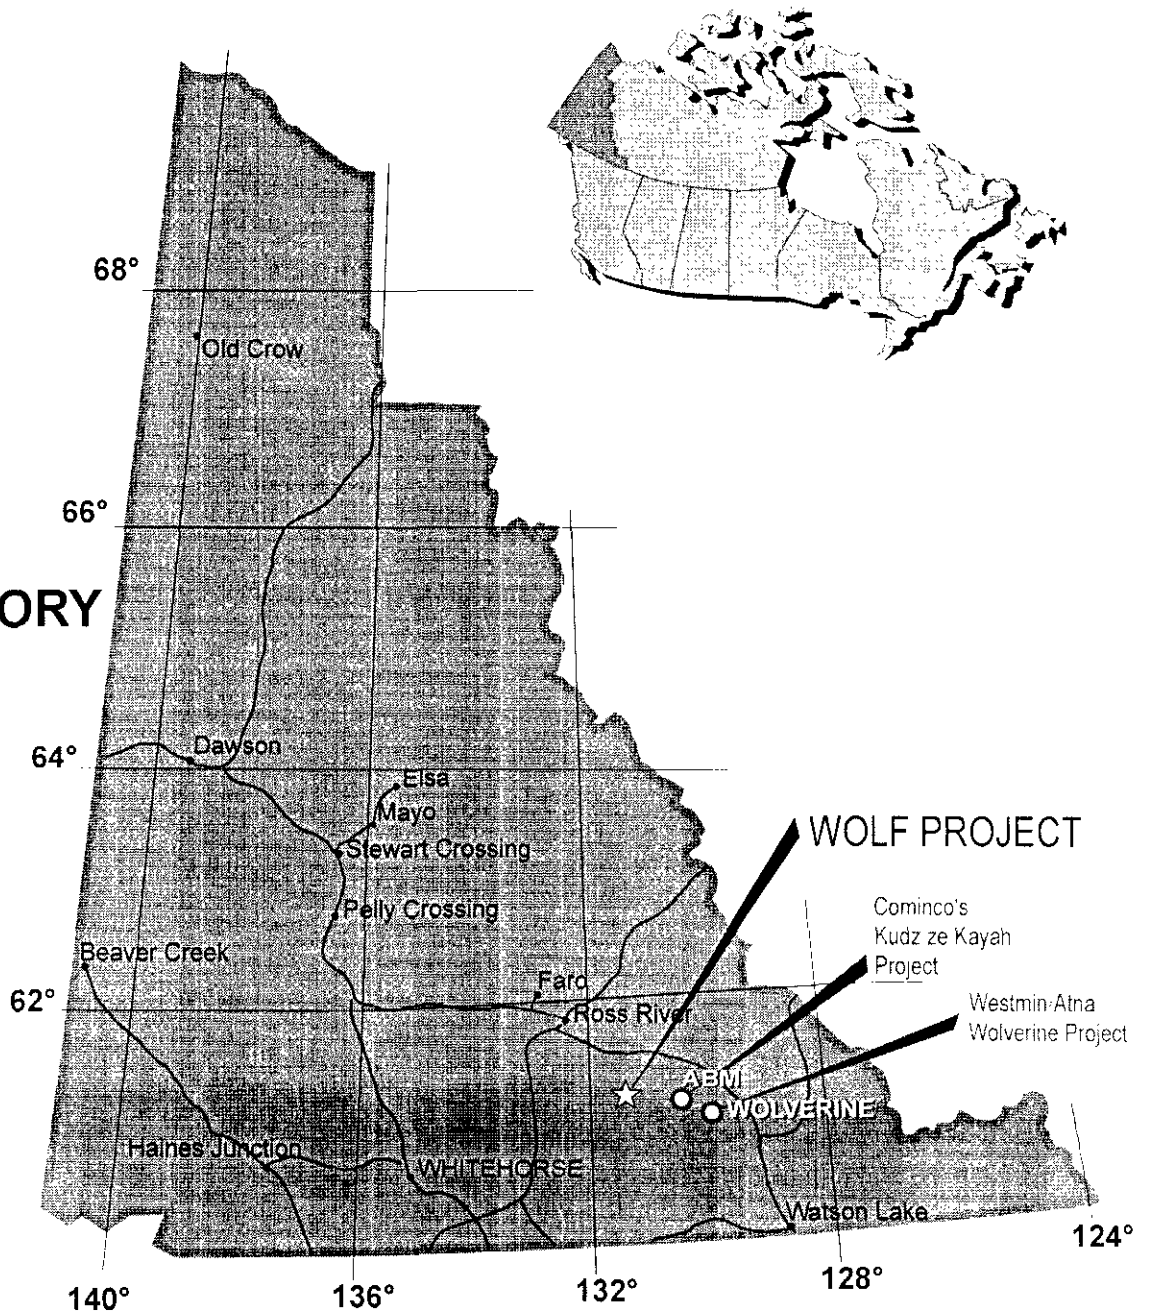 68°
Old Crow
66°
ORY
64°
Dawson
Elsa
Mayo
Stewart Crossing
WOLF PROJECT
Pelly Crossing
Cominco's
Kudz ze Kayah
Project
Beaver Creek
62°
Faro
Ross River
Westmin-Atna
Wolverine Project
ABM
WOLVERINE
Haines Junction
WHITEHORSE
Watson Lake
140°
136°
132°
128°
124°